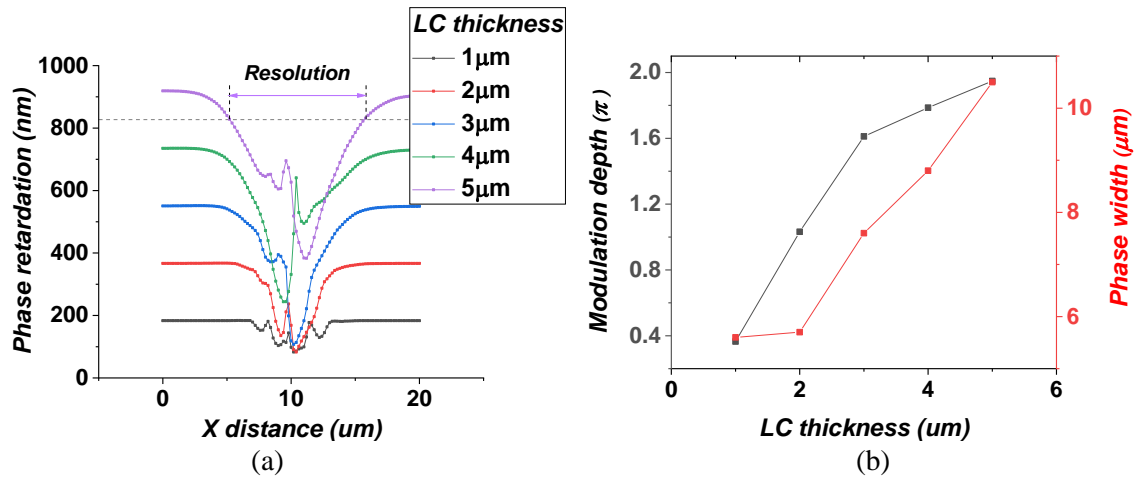 LC thickness
1μm
2μm
3μm
4μm
5μm
Resolution
Phase retardation (nm)
1000
800
600
400
200
0
0 10 20
X distance (um)
(a)
Modulation depth (π)
2.0
1.6
1.2
0.8
0.4
0 2 4 6
LC thickness (um)
10
8
6
Phase width (μm)
(b)